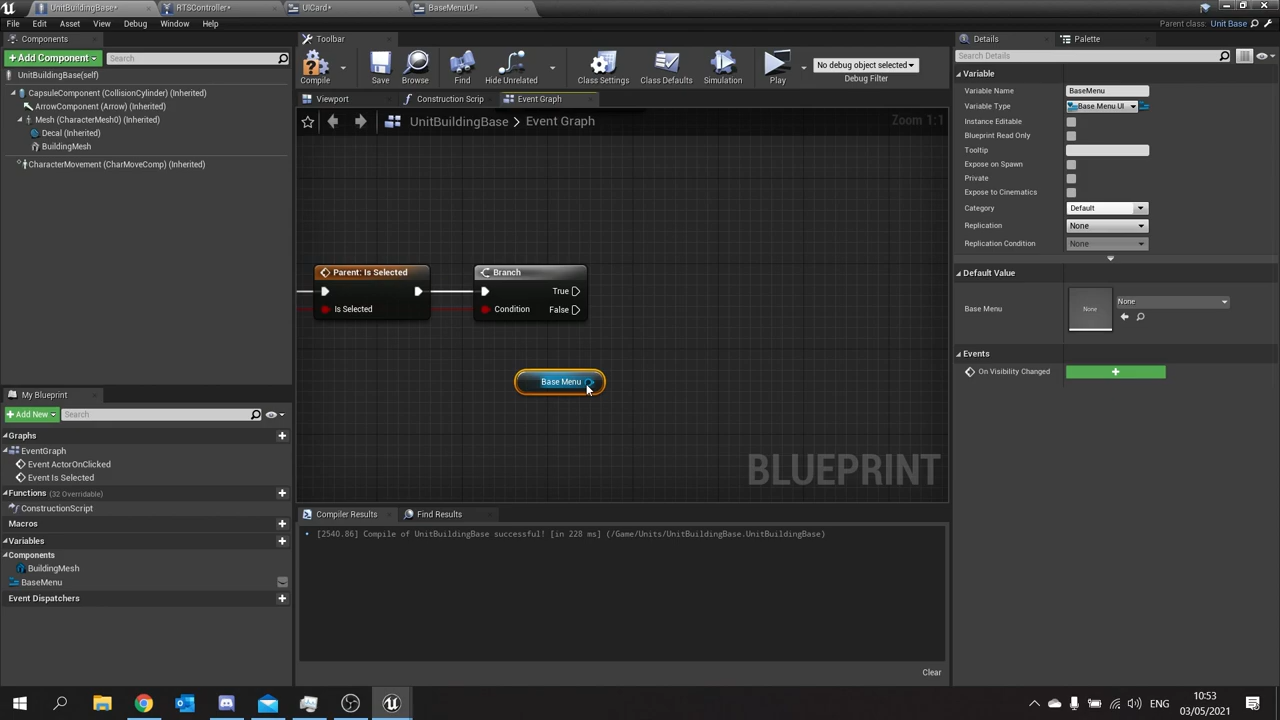 UnitBuildingBase*
RTSController*
UICard*
BaseMenuUI*
File Edit Asset View Debug Window Help
Parent class: Unit Base
Components
Toolbar
Details
Palette
Add Component
Search
Search Details
UnitBuildingBase(self)
CapsuleComponent (CollisionCylinder) (Inherited)
ArrowComponent (Arrow) (Inherited)
Mesh (CharacterMesh0) (Inherited)
Decal (Inherited)
BuildingMesh
CharacterMovement (CharMoveComp) (Inherited)
Compile
Save
Browse
Find
Hide Unrelated
Class Settings
Class Defaults
Simulation
Play
No debug object selected
Debug Filter
Viewport
Construction Scrip
Event Graph
UnitBuildingBase > Event Graph
Zoom 1:1
Parent: Is Selected
Is Selected
Branch
True
Condition
False
Base Menu
BLUEPRINT
Variable
Variable Name
BaseMenu
Variable Type
Base Menu UI
Instance Editable
Blueprint Read Only
Tooltip
Expose on Spawn
Private
Expose to Cinematics
Category
Default
Replication
None
Replication Condition
None
Default Value
Base Menu
None
None
Events
On Visibility Changed
My Blueprint
Add New
Search
Graphs
EventGraph
Event ActorOnClicked
Event Is Selected
Functions (32 Overridable)
ConstructionScript
Macros
Variables
Components
BuildingMesh
BaseMenu
Event Dispatchers
Compiler Results
Find Results
[2540.86] Compile of UnitBuildingBase successful! [in 228 ms] (/Game/Units/UnitBuildingBase.UnitBuildingBase)
Clear
ENG
10:53
03/05/2021